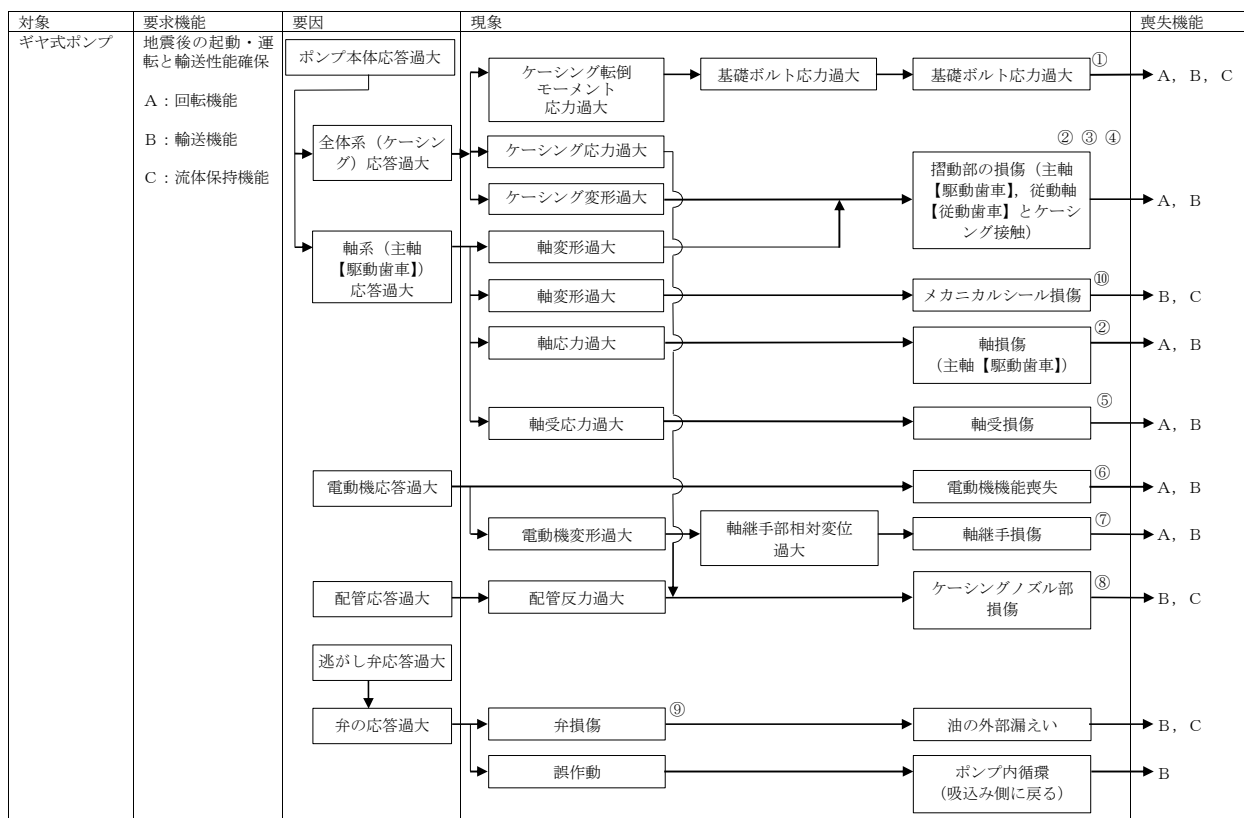 対象
要求機能
要因
現象
喪失機能
ギヤ式ポンプ
地震後の起動・運
転と輸送性能確保
A：回転機能
B：輸送機能
C：流体保持機能
ポンプ本体応答過大
ケーシング転倒
モーメント
応力過大
基礎ボルト応力過大
①
基礎ボルト応力過大
A，B，C
全体系（ケーシン
グ）応答過大
ケーシング応力過大
ケーシング変形過大
② ③ ④
摺動部の損傷（主軸
【駆動歯車】，従動軸
【従動歯車】とケーシ
ング接触）
A，B
軸系（主軸
【駆動歯車】）
応答過大
軸変形過大
軸変形過大
⑩
メカニカルシール損傷
B，C
軸応力過大
②
軸損傷
（主軸【駆動歯車】）
A，B
軸受応力過大
⑤
軸受損傷
A，B
電動機応答過大
⑥
電動機機能喪失
A，B
電動機変形過大
軸継手部相対変位
過大
⑦
軸継手損傷
A，B
配管応答過大
配管反力過大
⑧
ケーシングノズル部
損傷
B，C
逃がし弁応答過大
弁の応答過大
⑨
弁損傷
油の外部漏えい
B，C
誤作動
ポンプ内循環
（吸込み側に戻る）
B